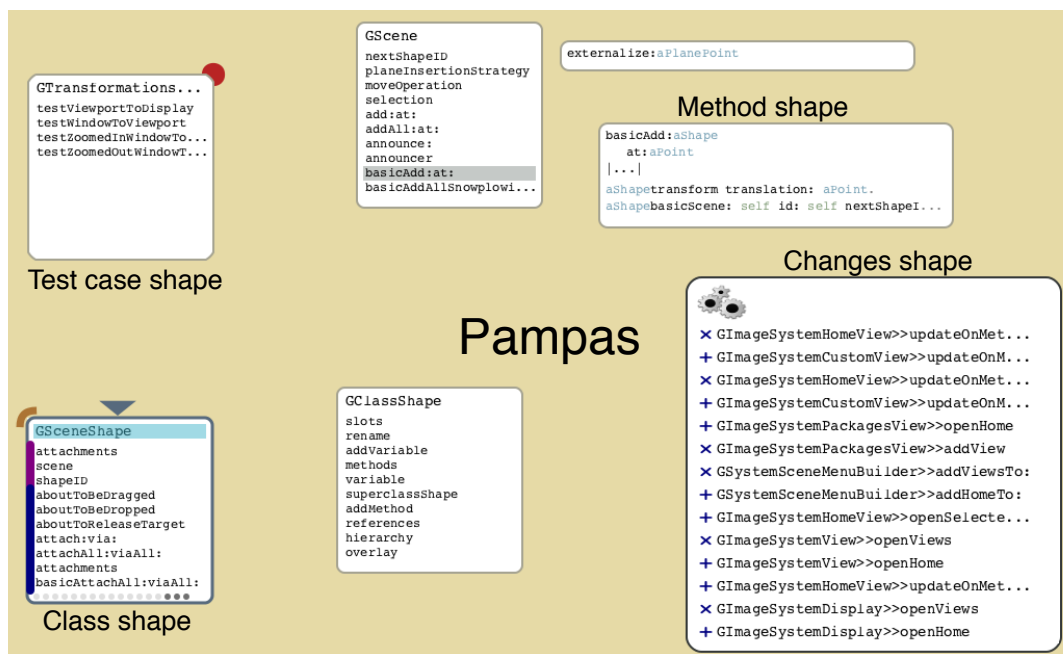 GTransformations...
testViewportToDisplay
testWindowToViewport
testZoomedInWindowTo...
testZoomedOutWindowT...
Test case shape
GScene
nextShapeID
planeInsertionStrategy
moveOperation
selection
add:at:
addAll:at:
announce:
announcer
basicAdd:at:
basicAddAllSnowplowi...
externalize:aPlanePoint
Method shape
basicAdd:aShape
at:aPoint
|...|
aShapetransform translation: aPoint.
aShapebasicScene: self id: self nextShapeI...
Changes shape
GImageSystemHomeView>>updateOnMet...
GImageSystemCustomView>>updateOnM...
GImageSystemHomeView>>updateOnMet...
GImageSystemCustomView>>updateOnM...
GImageSystemPackagesView>>openHome
GImageSystemPackagesView>>addView
GSystemSceneMenuBuilder>>addViewsTo:
GSystemSceneMenuBuilder>>addHomeTo:
GImageSystemHomeView>>openSelecte...
GImageSystemView>>openViews
GImageSystemView>>openHome
GImageSystemHomeView>>updateOnMet...
GImageSystemDisplay>>openViews
GImageSystemDisplay>>openHome
Pampas
GSceneShape
attachments
scene
shapeID
aboutToBeDragged
aboutToBeDropped
aboutToReleaseTarget
attach:via:
attachAll:viaAll:
attachments
basicAttachAll:viaAll:
Class shape
GClassShape
slots
rename
addVariable
methods
variable
superclassShape
addMethod
references
hierarchy
overlay